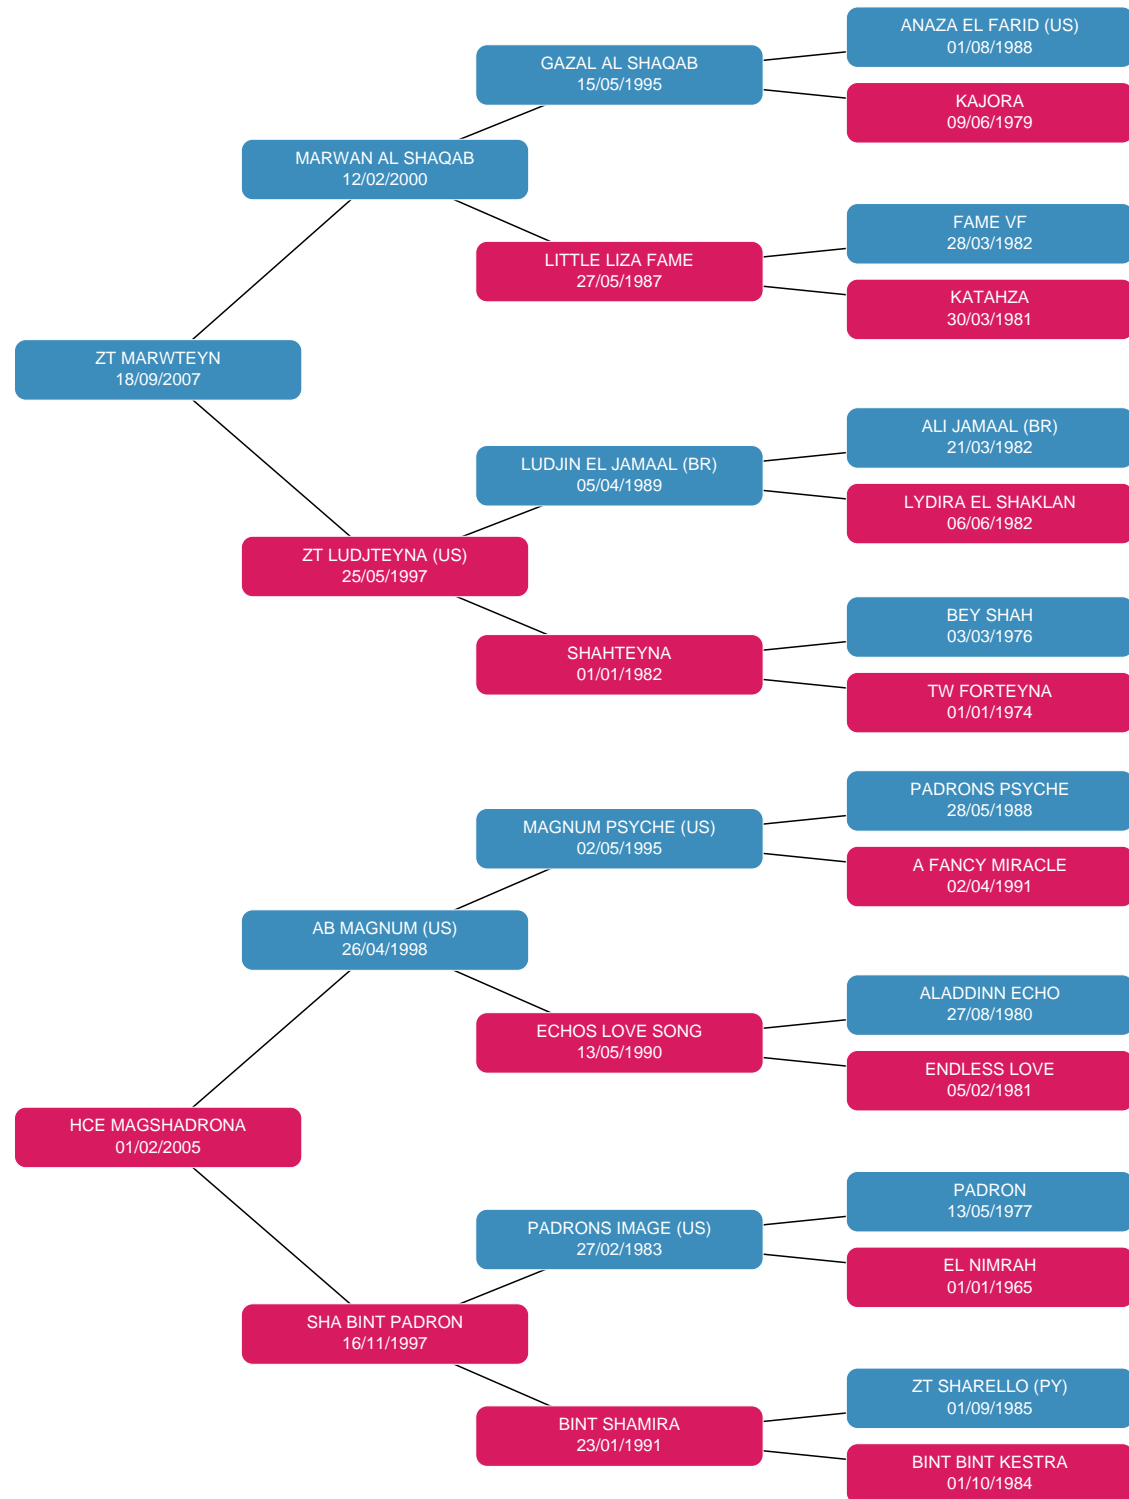 ANAZA EL FARID (US)
01/08/1988
GAZAL AL SHAQAB
15/05/1995
KAJORA
09/06/1979
MARWAN AL SHAQAB
12/02/2000
FAME VF
28/03/1982
LITTLE LIZA FAME
27/05/1987
KATAHZA
30/03/1981
ZT MARWTEYN
18/09/2007
ALI JAMAAL (BR)
21/03/1982
LUDJIN EL JAMAAL (BR)
05/04/1989
LYDIRA EL SHAKLAN
06/06/1982
ZT LUDJTEYNA (US)
25/05/1997
BEY SHAH
03/03/1976
SHAHTEYNA
01/01/1982
TW FORTEYNA
01/01/1974
PADRONS PSYCHE
28/05/1988
MAGNUM PSYCHE (US)
02/05/1995
A FANCY MIRACLE
02/04/1991
AB MAGNUM (US)
26/04/1998
ALADDINN ECHO
27/08/1980
ECHOS LOVE SONG
13/05/1990
ENDLESS LOVE
05/02/1981
HCE MAGSHADRONA
01/02/2005
PADRON
13/05/1977
PADRONS IMAGE (US)
27/02/1983
EL NIMRAH
01/01/1965
SHA BINT PADRON
16/11/1997
ZT SHARELLO (PY)
01/09/1985
BINT SHAMIRA
23/01/1991
BINT BINT KESTRA
01/10/1984